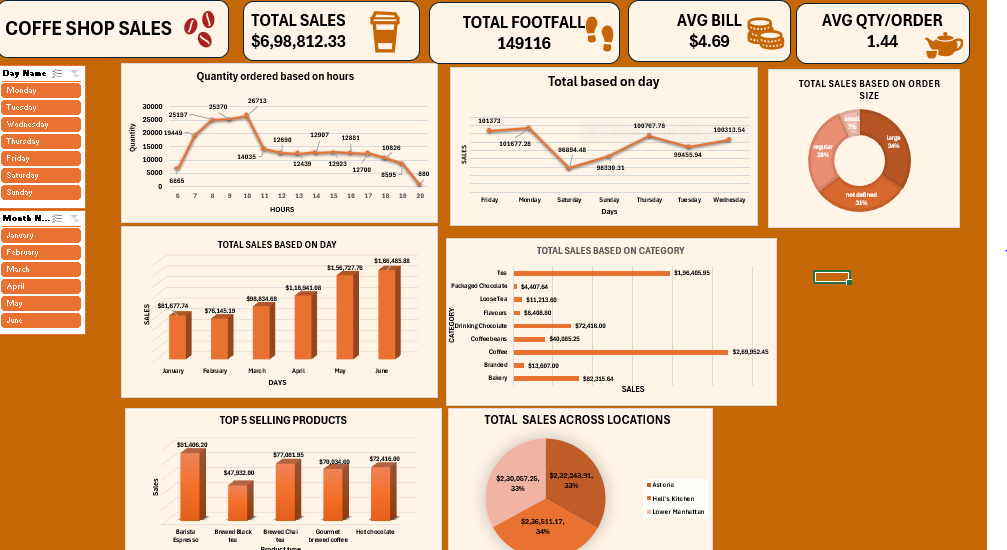 COFFE SHOP SALES
TOTAL SALES
$6,98,812.33
TOTAL FOOTFALL
149116
AVG BILL
$4.69
AVG QTY/ORDER
1.44
Day Name
Monday
Tuesday
Wednesday
Thursday
Friday
Saturday
Sunday
Month N...
January
February
March
April
May
June
Quantity ordered based on hours
Quantity
30000
25000
20000
15000
10000
5000
0
6865
19449
25197
25370
26713
14035
12690
12439
12907
12923
12881
12700
10826
8595
880
6 7 8 9 10 11 12 13 14 15 16 17 18 19 20
HOURS
Total based on day
SALES
101373
101677.28
96894.48
98330.31
100767.78
99455.94
100313.54
Friday Monday Saturday Sunday Thursday Tuesday Wednesday
Days
TOTAL SALES BASED ON ORDER
SIZE
small
7%
large
34%
regular
28%
not defined
31%
TOTAL SALES BASED ON DAY
SALES
$81,677.74
$76,145.19
$98,834.68
$1,18,941.08
$1,56,727.76
$1,66,485.88
January February March April May June
DAYS
TOTAL SALES BASED ON CATEGORY
CATEGORY
Tea $1,96,405.95
Packaged Chocolate $4,407.64
Loose Tea $11,213.60
Flavours $8,408.80
Drinking Chocolate $72,416.00
Coffee beans $40,085.25
Coffee $2,69,952.45
Branded $13,607.00
Bakery $82,315.64
SALES
TOP 5 SELLING PRODUCTS
Sales
$91,406.20
$47,932.00
$77,081.95
$70,034.60
$72,416.00
Barista
Espresso
Brewed Black
tea
Brewed Chai
tea
Gourmet
brewed coffee
Hot chocolate
Product type
TOTAL SALES ACROSS LOCATIONS
$2,30,057.25,
33%
$2,32,243.91,
33%
$2,36,511.17,
34%
Astoria
Hell's Kitchen
Lower Manhattan